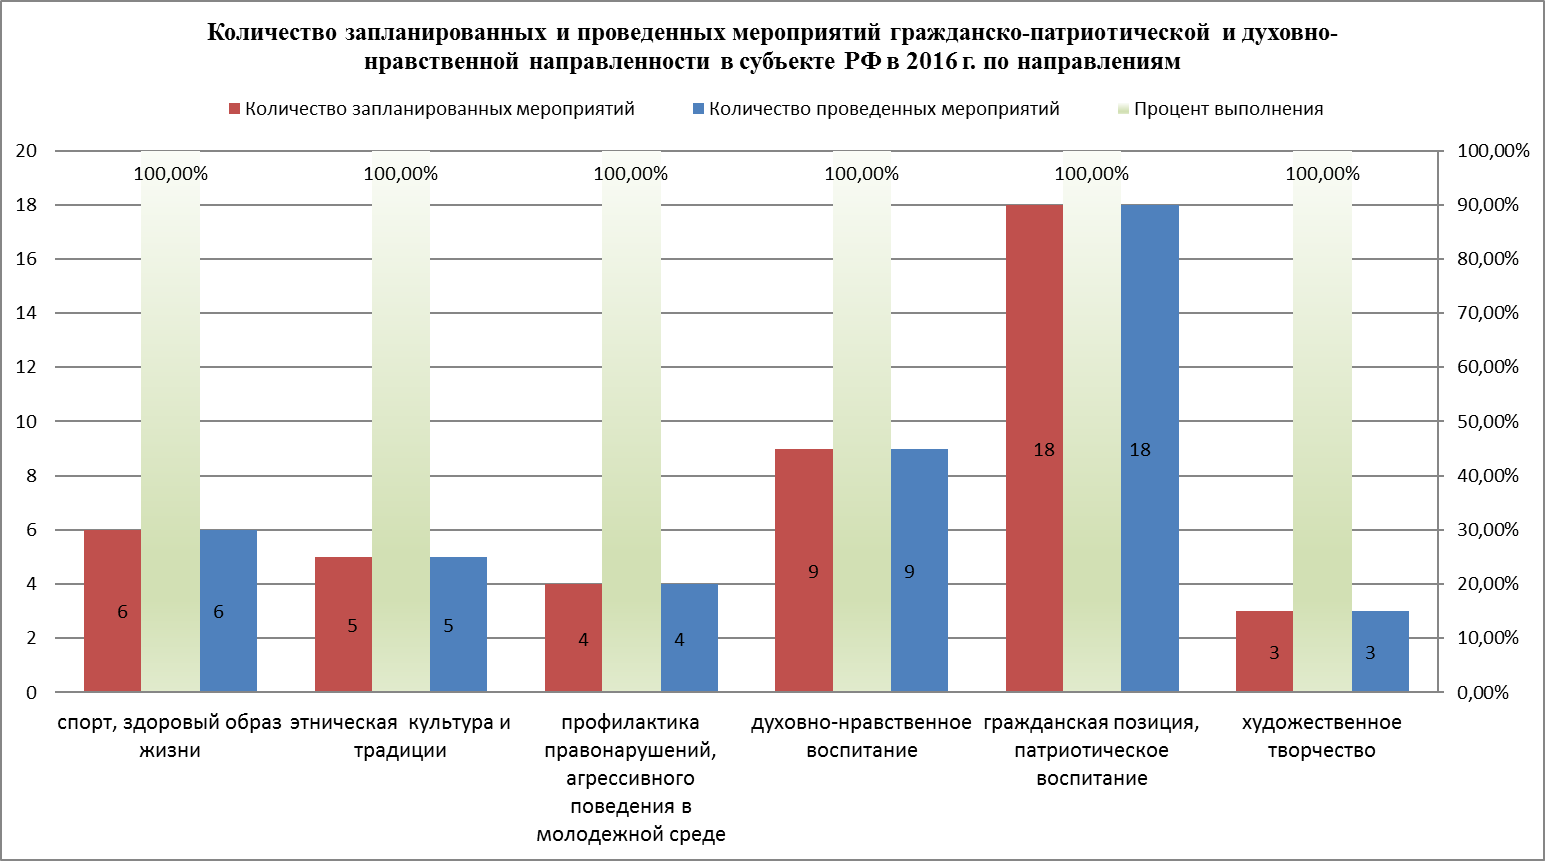 Количество запланированных и проведенных мероприятий гражданско-патриотической и духовно-
нравственной направленности в субъекте РФ в 2016 г. по направлениям
Количество запланированных мероприятий
Количество проведенных мероприятий
Процент выполнения
20
18
16
14
12
10
8
6
4
2
0
100,00%
100,00%
100,00%
100,00%
100,00%
100,00%
6
6
5
5
4
4
9
9
18
18
3
3
100,00%
90,00%
80,00%
70,00%
60,00%
50,00%
40,00%
30,00%
20,00%
10,00%
0,00%
спорт, здоровый образ
жизни
этническая культура и
традиции
профилактика
правонарушений,
агрессивного
поведения в
молодежной среде
духовно-нравственное
воспитание
гражданская позиция,
патриотическое
воспитание
художественное
творчество